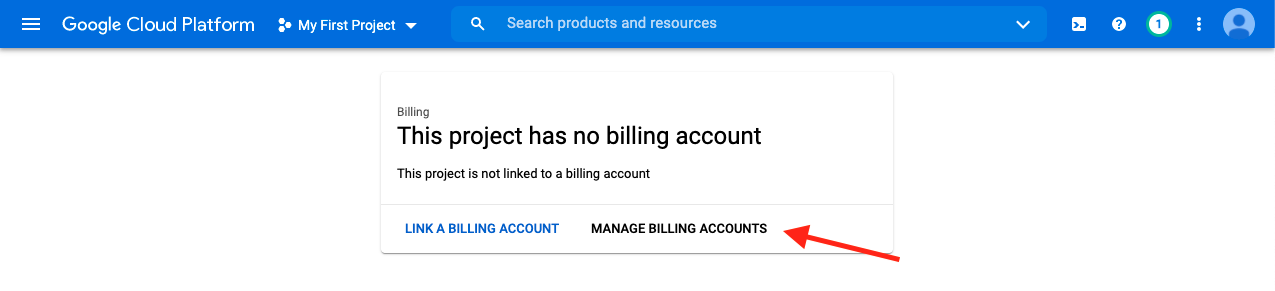 Google Cloud Platform My First Project Search products and resources 1
Billing
This project has no billing account
This project is not linked to a billing account
LINK A BILLING ACCOUNT MANAGE BILLING ACCOUNTS